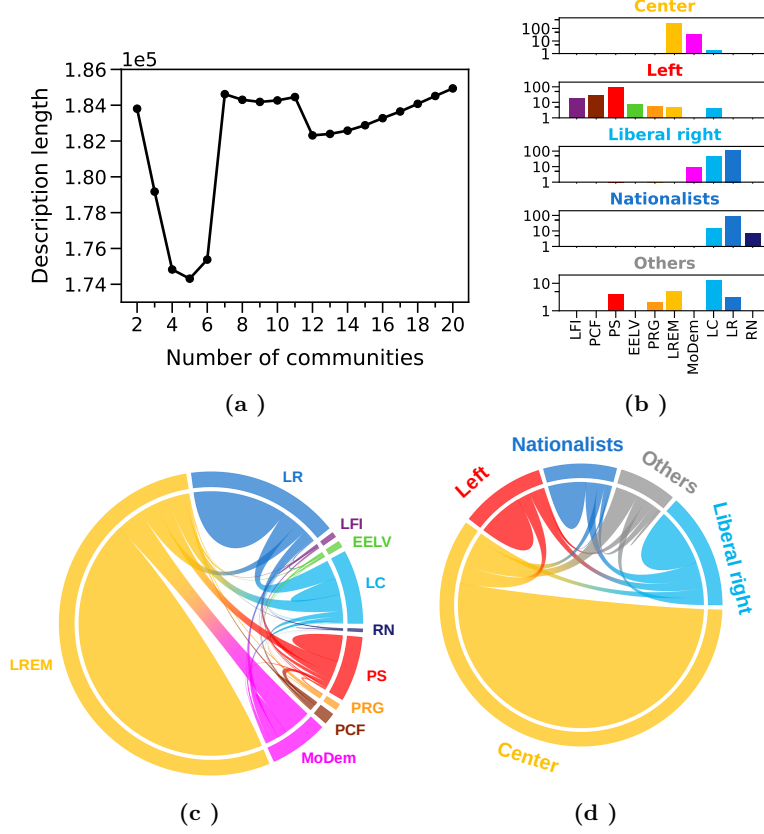 1e5
1.86
1.84
1.82
1.80
1.78
1.76
1.74
Description length
2 4 6 8 10 12 14 16 18 20
Number of communities
(a )
Center
100
10
1
Left
100
10
1
Liberal right
100
10
1
Nationalists
100
10
1
Others
10
1
LFI PCF PS EELV PRG LREM MoDem LC LR RN
(b )
LR
LFI
EELV
LC
RN
PS
PRG
PCF
MoDem
LREM
(c )
Nationalists
Left
Others
Liberal right
Center
(d )